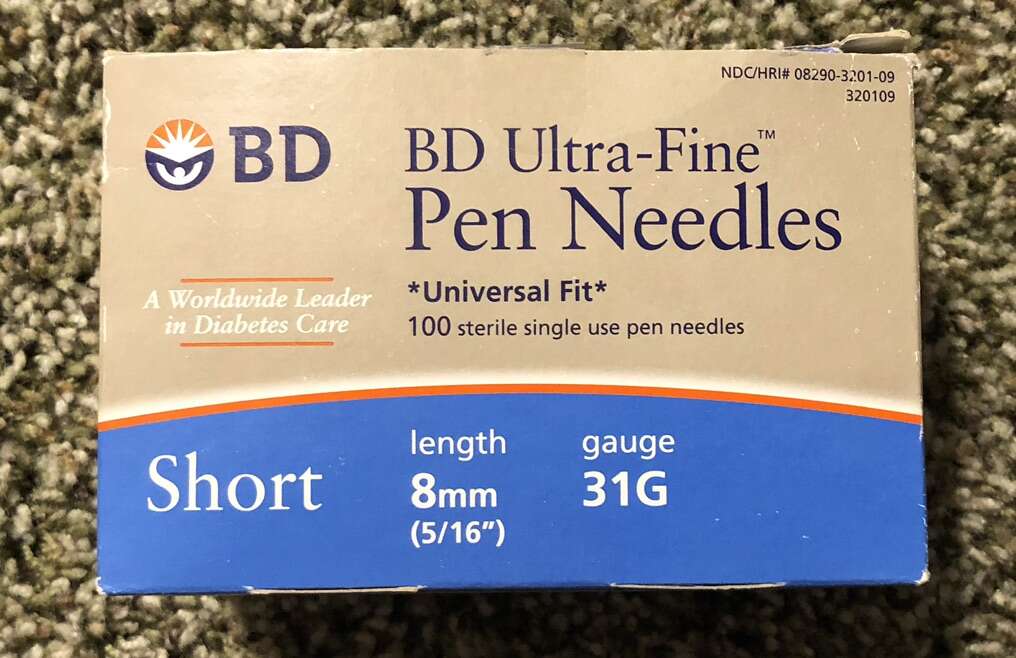 NDC/HRI# 08290-3201-09
320109
BD
BD Ultra-Fine™
Pen Needles
A Worldwide Leader
in Diabetes Care
*Universal Fit*
100 sterile single use pen needles
Short
length
8mm
(5/16”)
gauge
31G